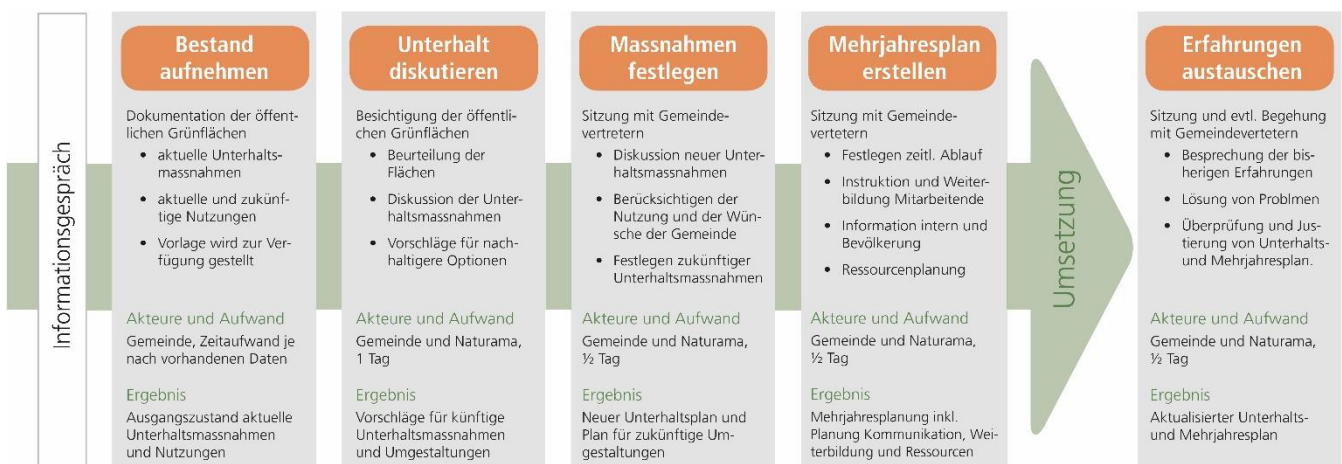 Informationsgespräch
Bestand
aufnehmen
Dokumentation der öffent-
lichen Grünflächen
• aktuelle Unterhalts-
massnahmen
• aktuelle und zukünf-
tige Nutzungen
• Vorlage wird zur Ver-
fügung gestellt
Akteure und Aufwand
Gemeinde, Zeitaufwand je
nach vorhandenen Daten
Ergebnis
Ausgangszustand aktuelle
Unterhaltsmassnahmen
und Nutzungen
Unterhalt
diskutieren
Besichtigung der öffentli-
chen Grünflächen
• Beurteilung der
Flächen
• Diskussion der Unter-
haltsmassnahmen
• Vorschläge für nach-
haltigere Optionen
Akteure und Aufwand
Gemeinde und Naturama,
1 Tag
Ergebnis
Vorschläge für künftige
Unterhaltsmassnahmen
und Umgestaltungen
Massnahmen
festlegen
Sitzung mit Gemeinde-
vertretern
• Diskussion neuer Unter-
haltsmassnahmen
• Berücksichtigen der
Nutzung und der Wün-
sche der Gemeinde
• Festlegen zukünftiger
Unterhaltsmassnahmen
Akteure und Aufwand
Gemeinde und Naturama,
½ Tag
Ergebnis
Neuer Unterhaltsplan und
Plan für zukünftige Um-
gestaltungen
Mehrjahresplan
erstellen
Sitzung mit Gemeinde-
vertetern
• Festlegen zeitl. Ablauf
• Instruktion und Weiter-
bildung Mitarbeitende
• Information intern und
Bevölkerung
• Ressourcenplanung
Akteure und Aufwand
Gemeinde und Naturama,
½ Tag
Ergebnis
Mehrjahresplanung inkl.
Planung Kommunikation, Wei-
terbildung und Ressourcen
Umsetzung
Erfahrungen
austauschen
Sitzung und evtl. Begehung
mit Gemeindevertetern
• Besprechung der bis-
herigen Erfahrungen
• Lösung von Problmen
• Überprüfung und Jus-
tierung von Unterhalts-
und Mehrjahresplan.
Akteure und Aufwand
Gemeinde und Naturama,
½ Tag
Ergebnis
Aktualisierter Unterhalts-
und Mehrjahresplan